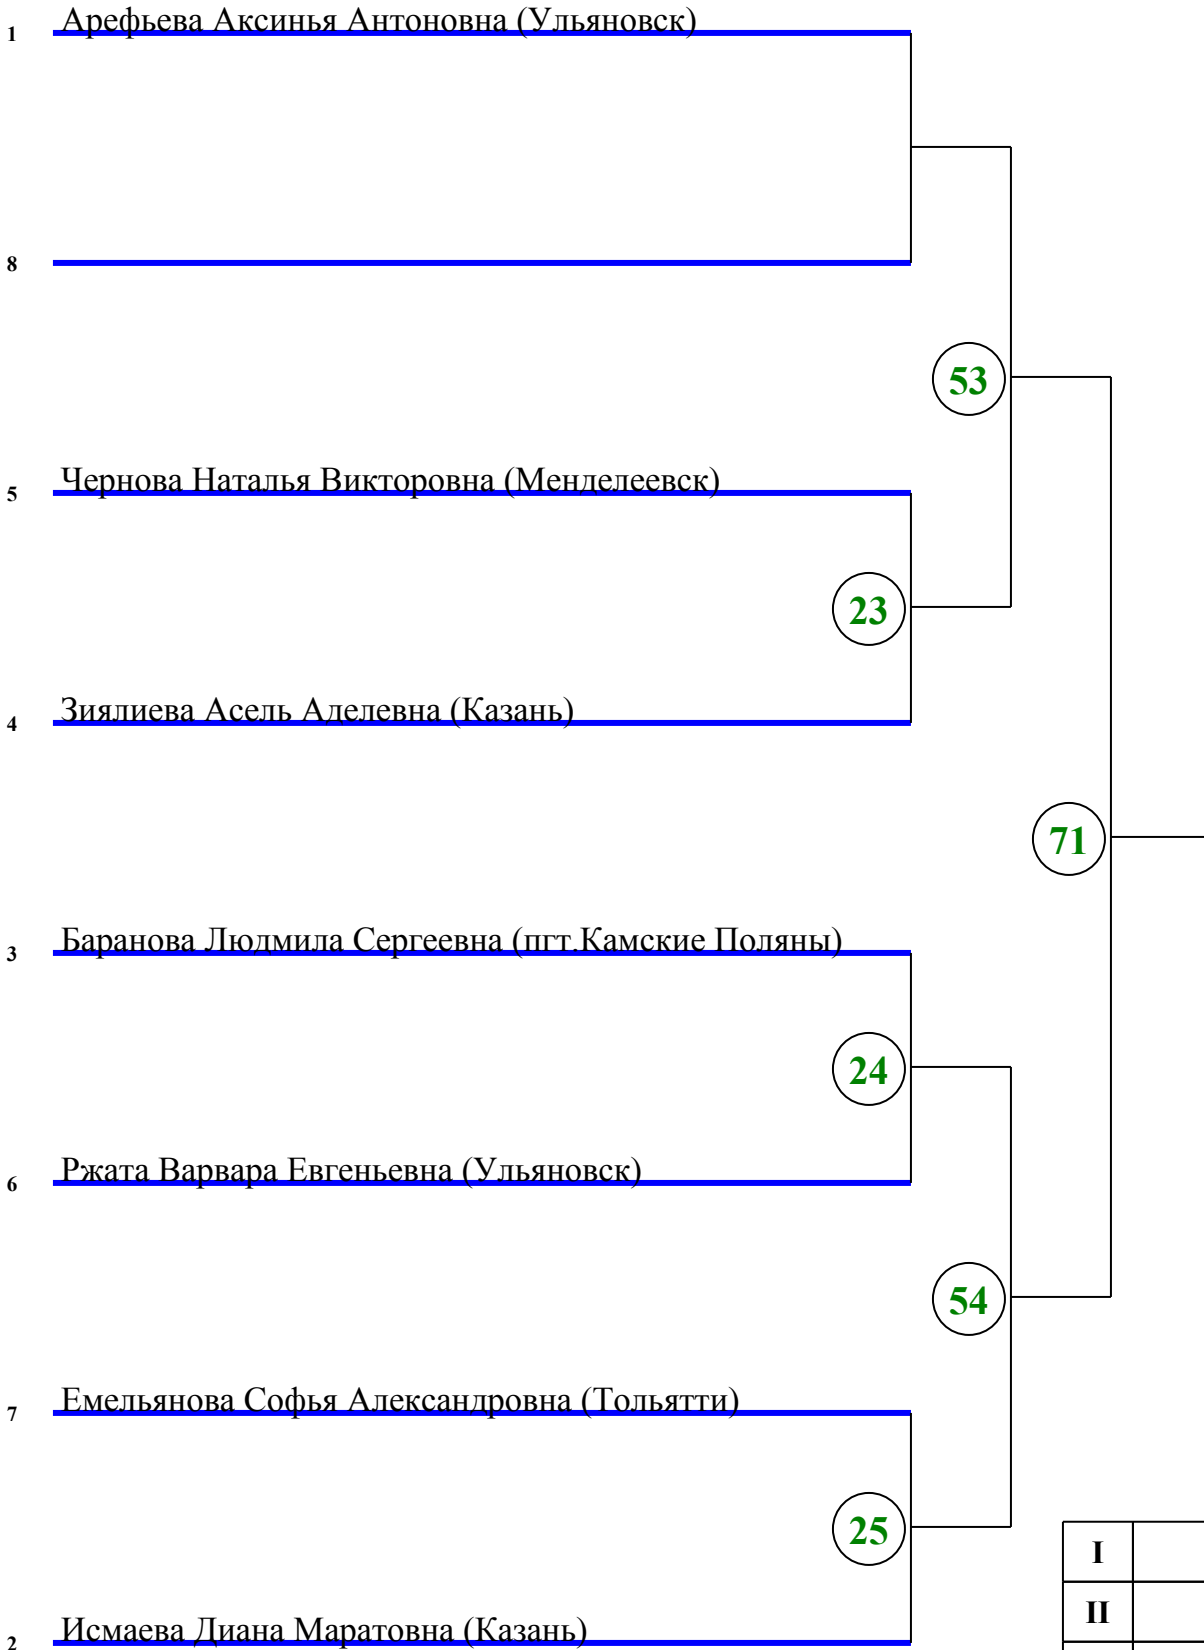 1 Арефьева Аксинья Антоновна (Ульяновск)
8
53
5 Чернова Наталья Викторовна (Менделеевск)
23
4 Зиялиева Асель Аделевна (Казань)
71
3 Баранова Людмила Сергеевна (пгт.Камские Поляны)
24
6 Ржата Варвара Евгеньевна (Ульяновск)
54
7 Емельянова Софья Александровна (Тольятти)
25
I
II
2 Исмаева Диана Маратовна (Казань)